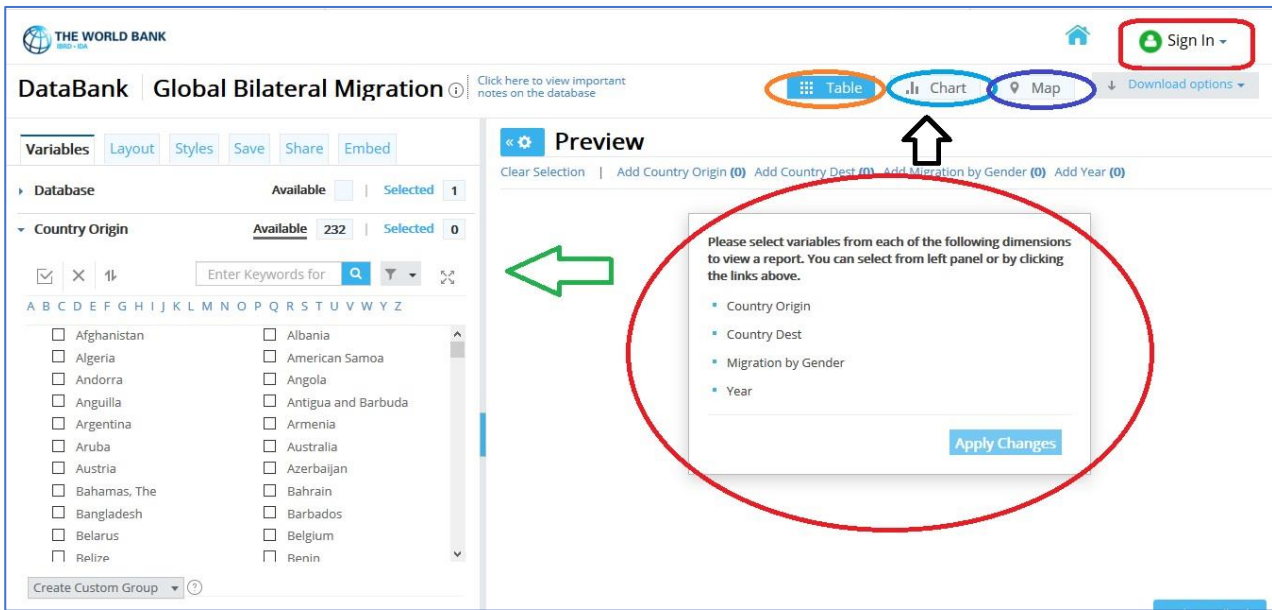 THE WORLD BANK
IBRD • IDA
Sign In
DataBank Global Bilateral Migration
Click here to view important
notes on the database
Table Chart Map Download options
Variables Layout Styles Save Share Embed
« Preview
Clear Selection | Add Country Origin (0) Add Country Dest (0) Add Migration by Gender (0) Add Year (0)
Database Available | Selected 1
Country Origin Available 232 | Selected 0
Enter Keywords for
A B C D E F G H I J K L M N O P Q R S T U V W Y Z
Afghanistan Albania
Algeria American Samoa
Andorra Angola
Anguilla Antigua and Barbuda
Argentina Armenia
Aruba Australia
Austria Azerbaijan
Bahamas, The Bahrain
Bangladesh Barbados
Belarus Belgium
Belize Benin
Create Custom Group ?
Please select variables from each of the following dimensions
to view a report. You can select from left panel or by clicking
the links above.
Country Origin
Country Dest
Migration by Gender
Year
Apply Changes